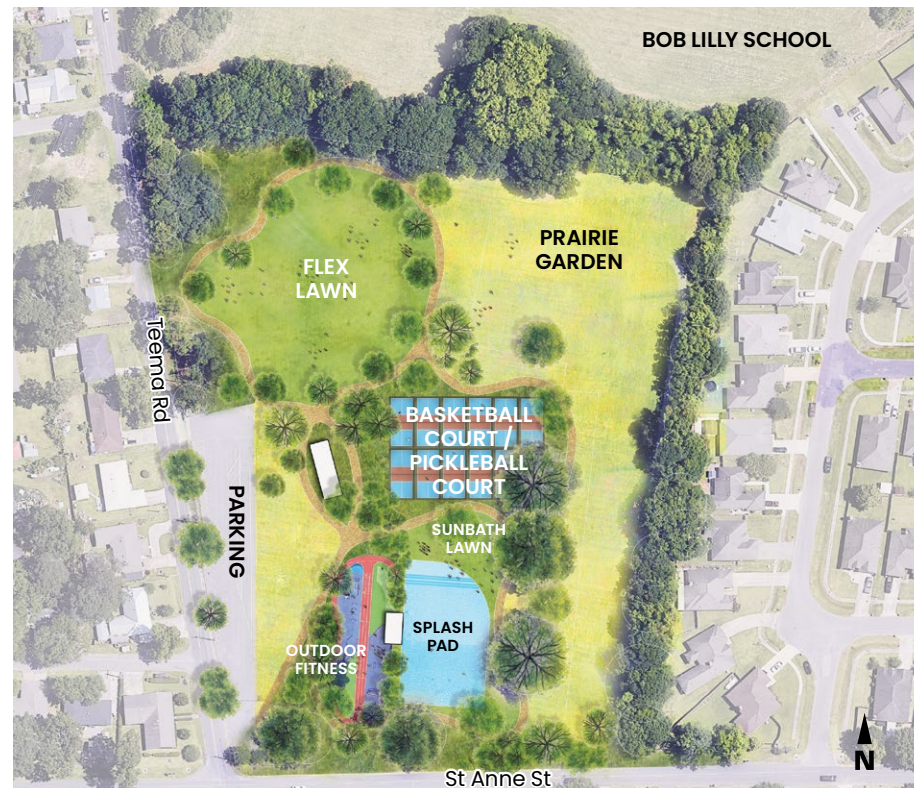 BOB LILLY SCHOOL
PRAIRIE
GARDEN
FLEX
LAWN
Teema Rd
BASKETBALL
COURT /
PICKLEBALL
COURT
PARKING
SUNBATH
LAWN
SPLASH
PAD
OUTDOOR
FITNESS
N
St Anne St